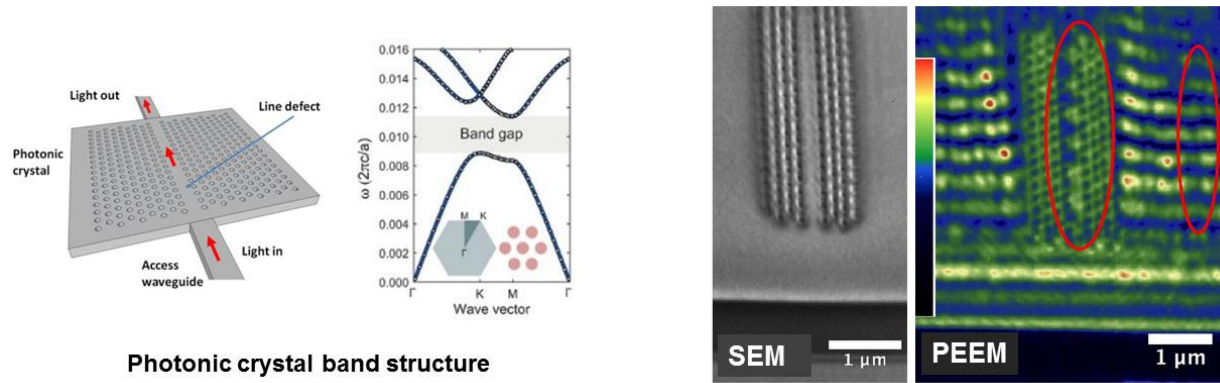 Light out
Line defect
Photonic
crystal
Light in
Access
waveguide
0.016
0.014
0.012
0.010
0.008
0.006
0.004
0.002
0.000
ω (2πc/a)
Band gap
M K
Γ
Γ K M Γ
Wave vector
Photonic crystal band structure
SEM
1 µm
PEEM
1 µm